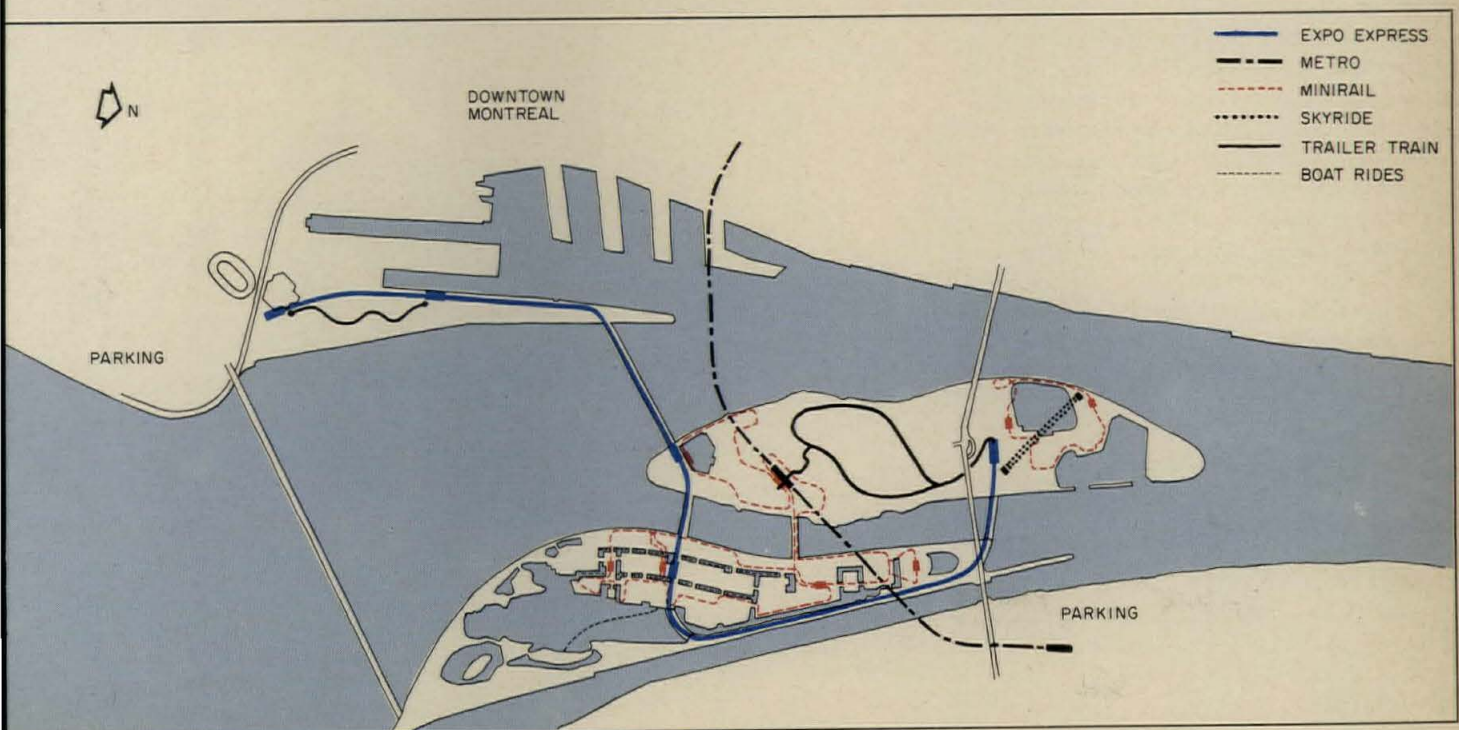 EXPO EXPRESS
METRO
MINIRAIL
SKYRIDE
TRAILER TRAIN
BOAT RIDES
N
DOWNTOWN
MONTREAL
PARKING
PARKING